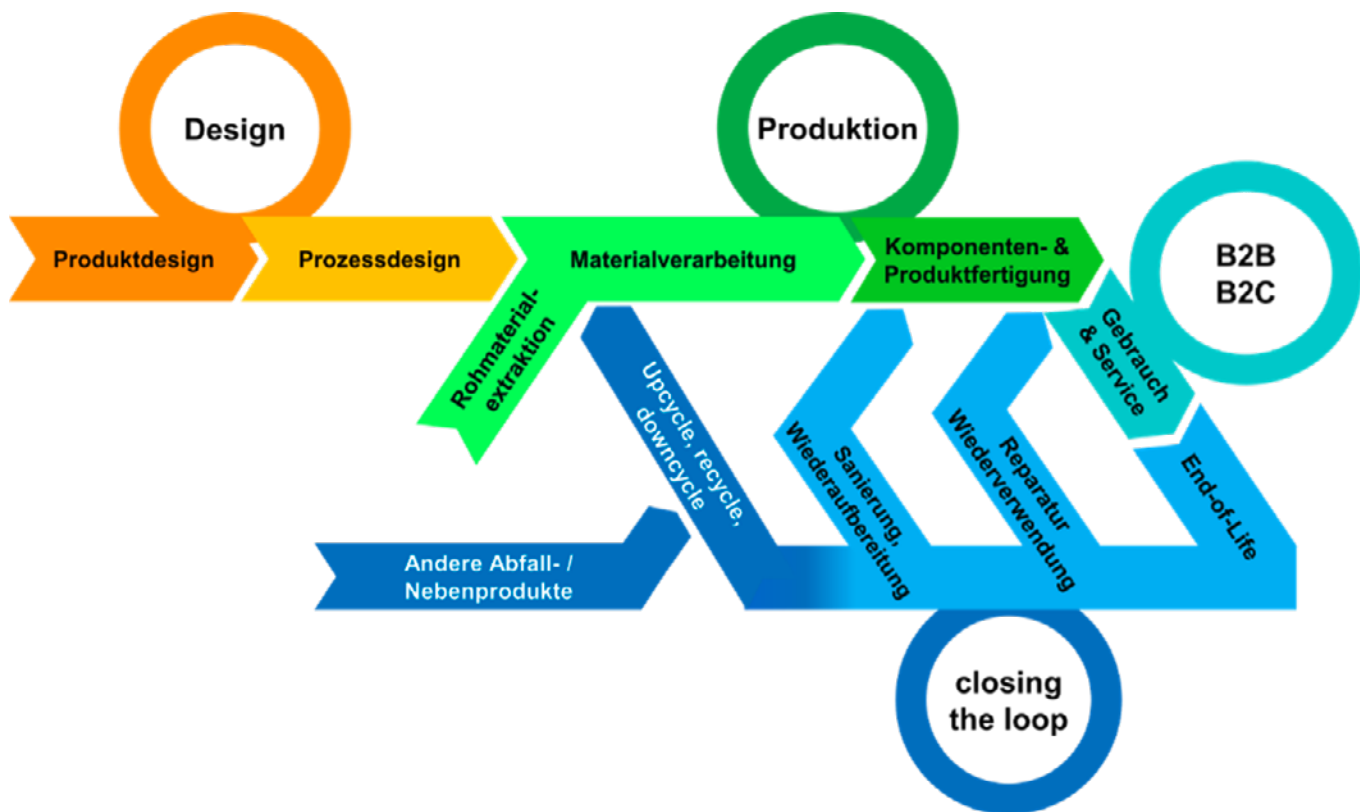 Design
Produktion
B2B
B2C
Produktdesign
Prozessdesign
Materialverarbeitung
Komponenten- &
Produktfertigung
Rohmaterial-
extraktion
Upcycle, recycle,
downcycle
Sanierung,
Wiederaufbereitung
Reparatur
Wiederverwendung
Gebrauch
& Service
End-of-Life
Andere Abfall- /
Nebenprodukte
closing
the loop